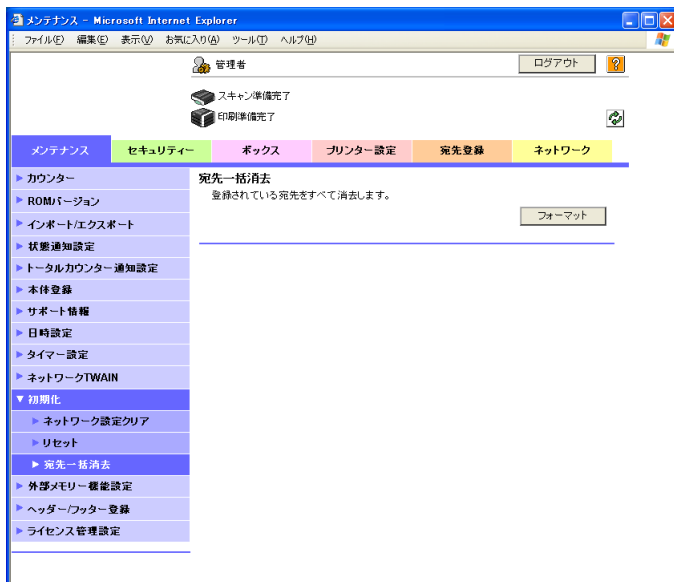 メンテナンス - Microsoft Internet Explorer
ファイル(F) 編集(E) 表示(V) お気に入り(A) ツール(T) ヘルプ(H)
管理者
ログアウト
?
スキャン準備完了
印刷準備完了
メンテナンス セキュリティー ボックス プリンター設定 宛先登録 ネットワーク
カウンター
ROMバージョン
インポート/エクスポート
状態通知設定
トータルカウンター通知設定
本体登録
サポート情報
日時設定
タイマー設定
ネットワークTWAIN
初期化
ネットワーク設定クリア
リセット
宛先一括消去
外部メモリー機能設定
ヘッダー/フッター登録
ライセンス管理設定
宛先一括消去
登録されている宛先をすべて消去します。
フォーマット